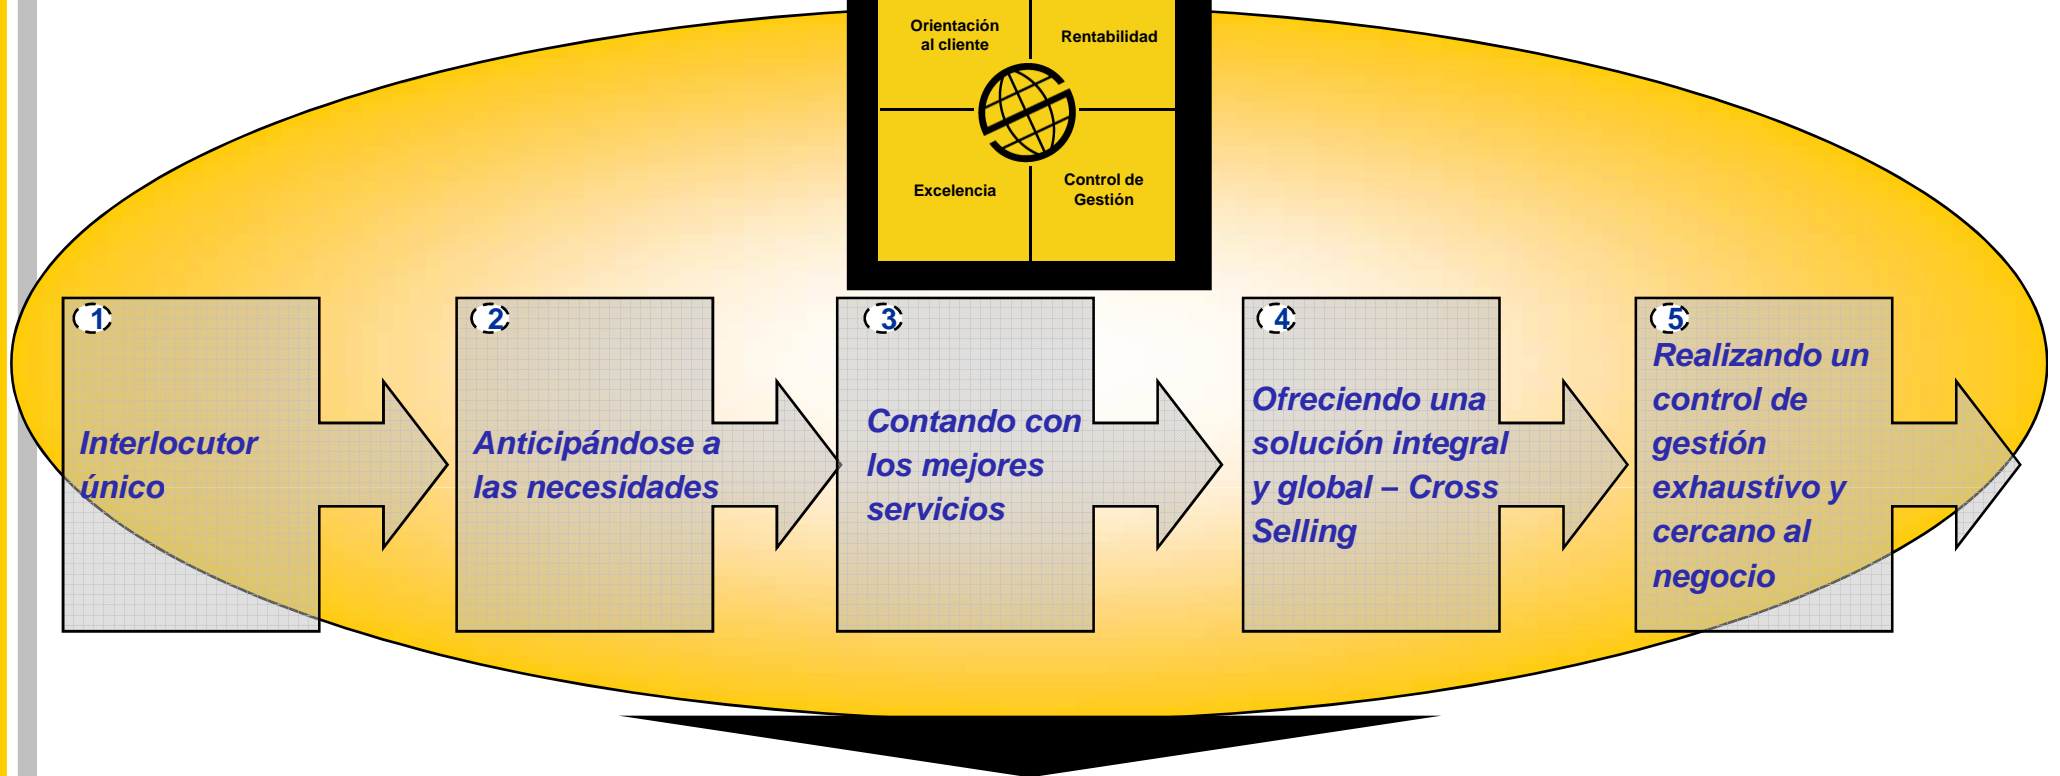 Orientación
al cliente
Rentabilidad
Excelencia
Control de
Gestión
1
Interlocutor
único
2
Anticipándose a
las necesidades
3
Contando con
los mejores
servicios
4
Ofreciendo una
solución integral
y global – Cross
Selling
5
Realizando un
control de
gestión
exhaustivo y
cercano al
negocio